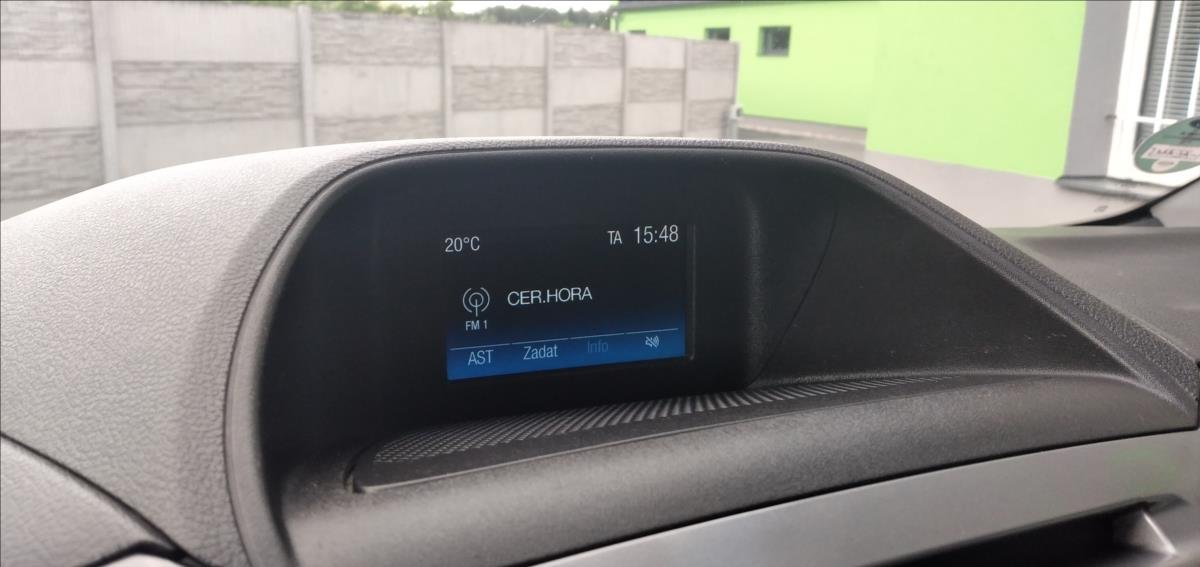 20°C TA 15:48
CER.HORA
FM 1
AST Zadat Info